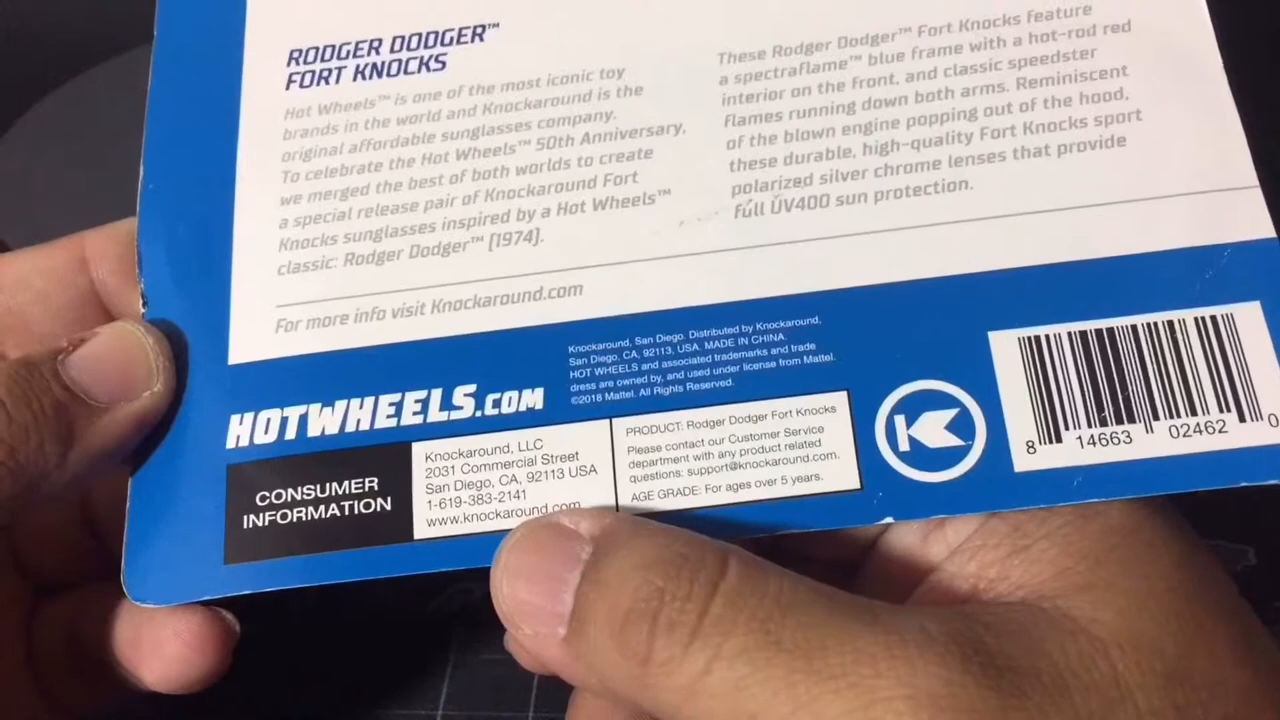 RODGER DODGER™
FORT KNOCKS
Hot Wheels™ is one of the most iconic toy
brands in the world and Knockaround is the
original affordable sunglasses company.
To celebrate the Hot Wheels™ 50th Anniversary,
we merged the best of both worlds to create
a special release pair of Knockaround Fort
Knocks sunglasses inspired by a Hot Wheels™
classic: Rodger Dodger™ [1974].
These Rodger Dodger™ Fort Knocks feature
a spectraflame™ blue frame with a hot-rod red
interior on the front, and classic speedster
flames running down both arms. Reminiscent
of the blown engine popping out of the hood,
these durable, high-quality Fort Knocks sport
polarized silver chrome lenses that provide
full UV400 sun protection.
For more info visit Knockaround.com
HOTWHEELS.COM
Knockaround, San Diego. Distributed by Knockaround,
San Diego, CA, 92113, USA. MADE IN CHINA.
HOT WHEELS and associated trademarks and trade
dress are owned by, and used under license from Mattel.
©2018 Mattel. All Rights Reserved.
CONSUMER
INFORMATION
Knockaround, LLC
2031 Commercial Street
San Diego, CA, 92113 USA
1-619-383-2141
www.knockaround.com
PRODUCT: Rodger Dodger Fort Knocks
Please contact our Customer Service
department with any product related
questions: support@knockaround.com.
AGE GRADE: For ages over 5 years.
K
8 14663 02462 0